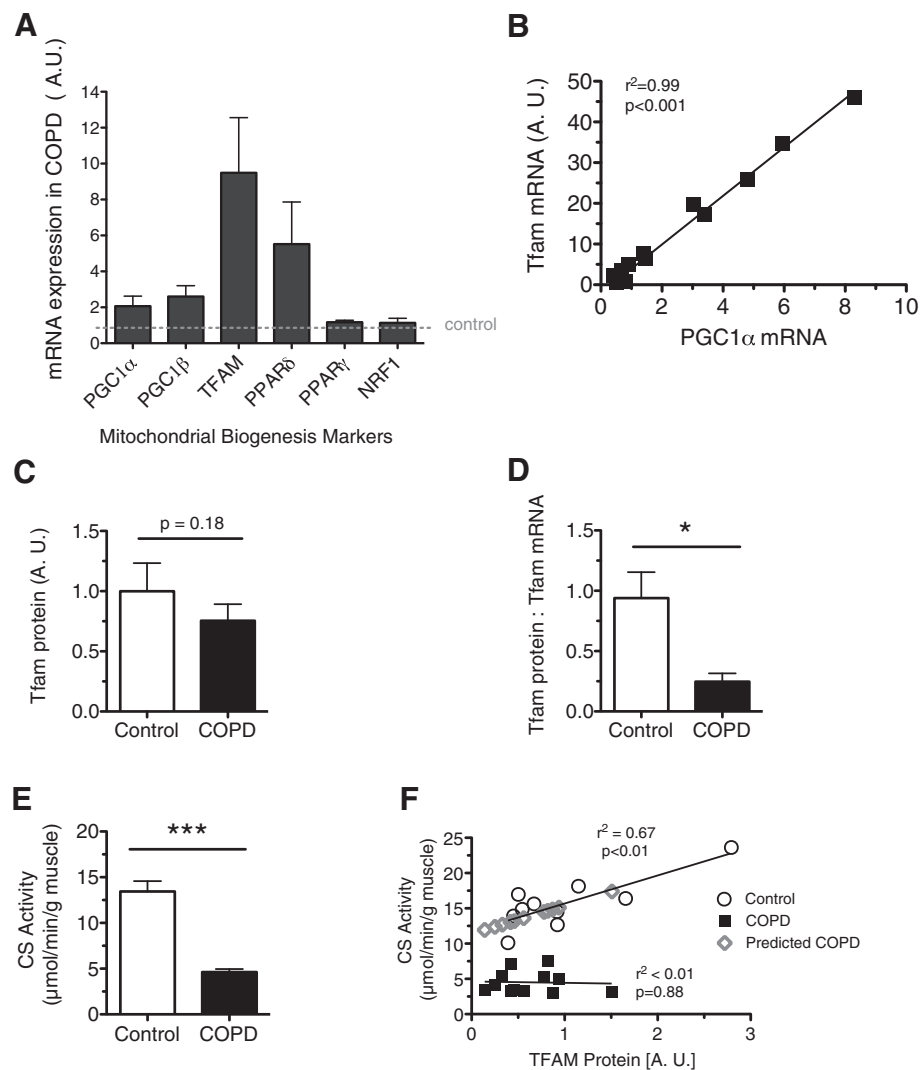 A
mRNA expression in COPD ( A.U.)
14
12
10
8
6
4
2
0
control
PGC1α
PGC1β
TFAM
PPARδ
PPARγ
NRF1
Mitochondrial Biogenesis Markers
B
Tfam mRNA (A. U.)
r²=0.99
p<0.001
50
40
30
20
10
0
0
2
4
6
8
10
PGC1α mRNA
C
Tfam protein (A. U.)
p = 0.18
1.5
1.0
0.5
0.0
Control
COPD
D
Tfam protein : Tfam mRNA
*
1.5
1.0
0.5
0.0
Control
COPD
E
CS Activity
(μmol/min/g muscle)
***
20
15
10
5
0
Control
COPD
F
CS Activity
(μmol/min/g muscle)
25
20
15
10
5
0
r² = 0.67
p<0.01
Control
COPD
Predicted COPD
r² < 0.01
p=0.88
0
1
2
3
TFAM Protein [A. U.]